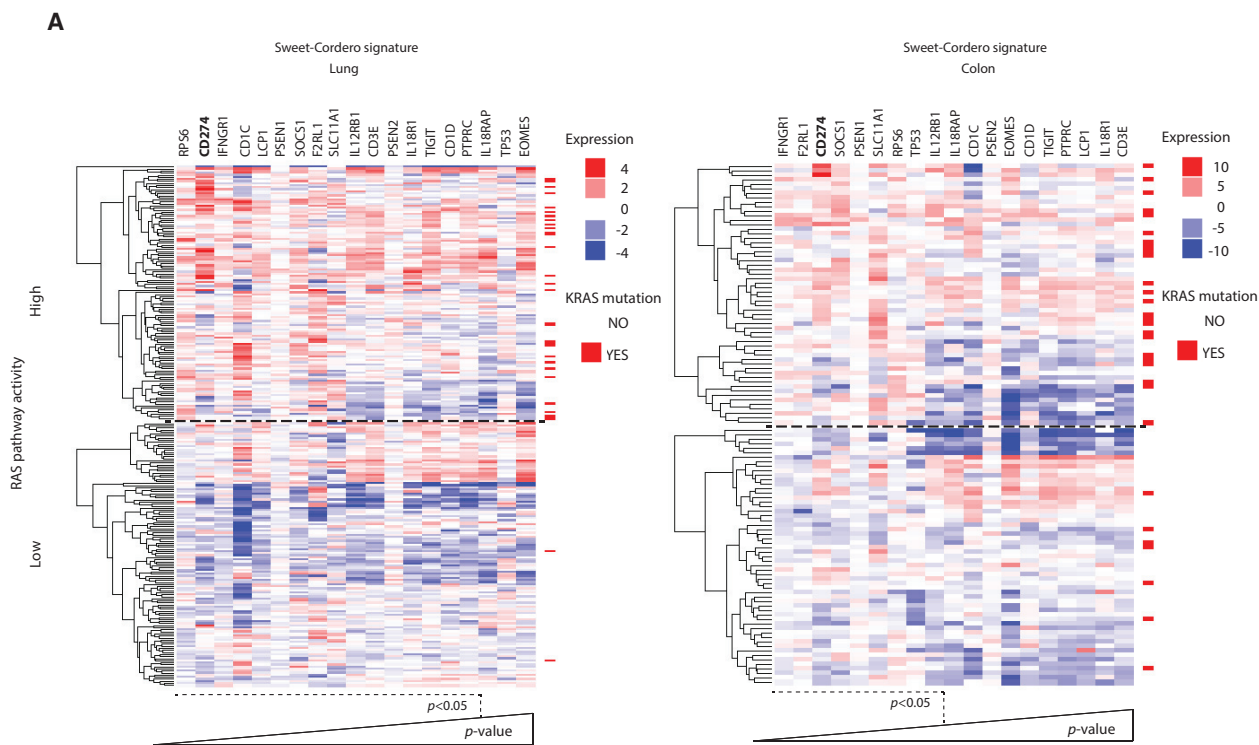 A
Sweet-Cordero signature
Lung
RPS6
CD274
IFNGR1
CD1C
LCP1
PSEN1
SOCS1
F2RL1
SLC11A1
IL12RB1
CD3E
PSEN2
IL18R1
TIGIT
CD1D
PTPRC
IL18RAP
TP53
EOMES
Expression
4
2
0
-2
-4
KRAS mutation
NO
YES
RAS pathway activity
High
Low
p<0.05
p-value
Sweet-Cordero signature
Colon
IFNGR1
F2RL1
CD274
SOCS1
PSEN1
SLC11A1
RPS6
TP53
IL12RB1
IL18RAP
CD1C
PSEN2
EOMES
CD1D
TIGIT
PTPRC
LCP1
IL18R1
CD3E
Expression
10
5
0
-5
-10
KRAS mutation
NO
YES
p<0.05
p-value